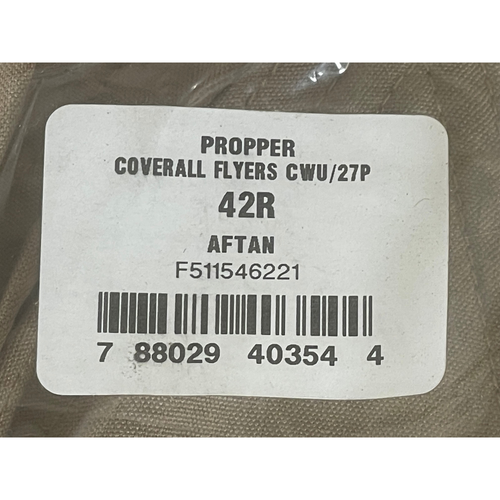 PROPPER
COVERALL FLYERS CWU/27P
42R
AFTAN
F511546221
7 88029 40354 4